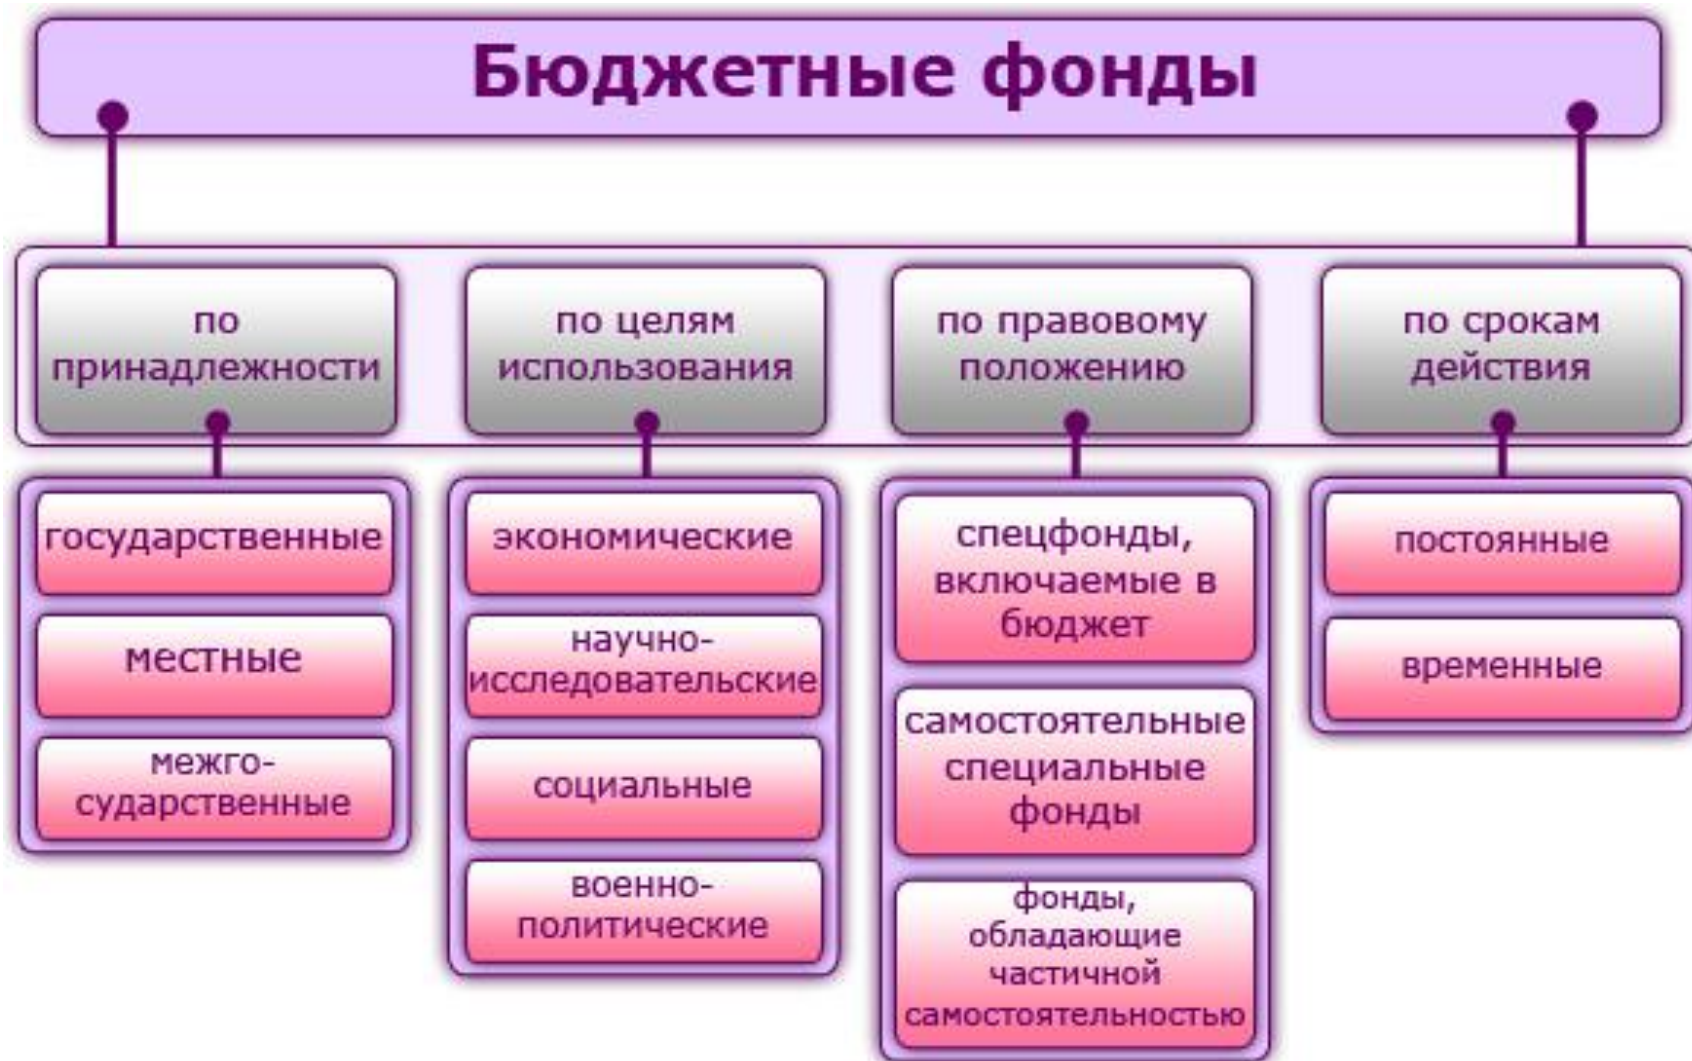 Бюджетные фонды
по
принадлежности
по целям
использования
по правовому
положению
по срокам
действия
государственные
местные
межго-
сударственные
экономические
научно-
исследовательские
социальные
военно-
политические
спецфонды,
включаемые в
бюджет
самостоятельные
специальные
фонды
фонды,
обладающие
частичной
самостоятельностью
постоянные
временные